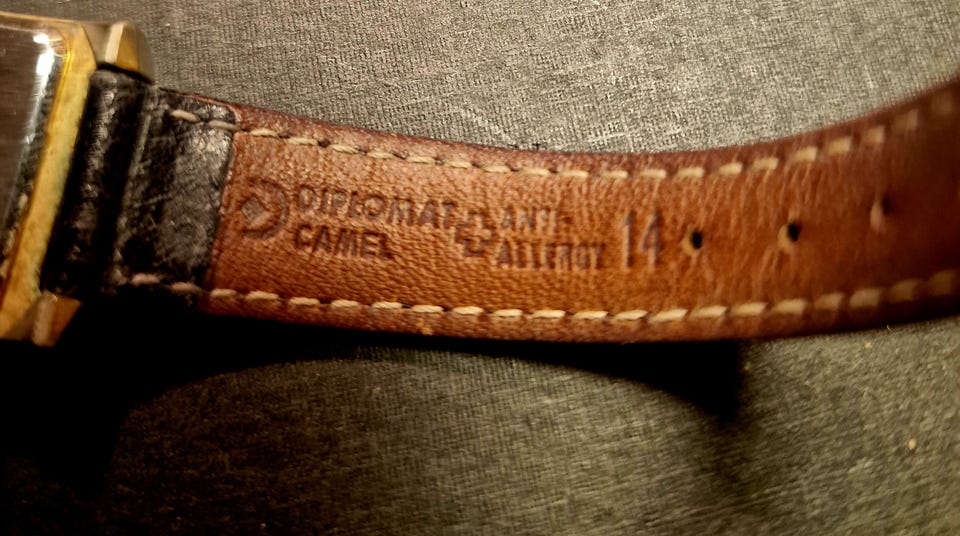 DIPLOMAT
CAMEL
ANTI-
ALLERGY
14